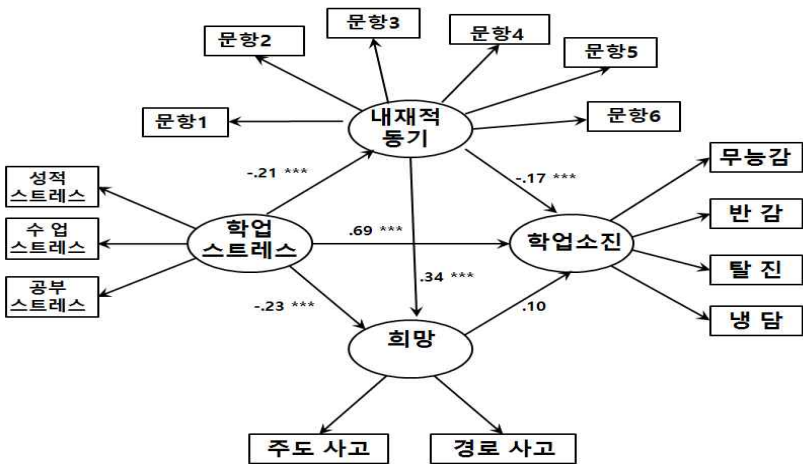 문항3
문항2
문항4
문항5
내재적
동기
문항1
문항6
무능감
-.21 ***
-.17 ***
성적
스트레스
반 감
학업
스트레스
.69 ***
학업소진
수 업
스트레스
탈 진
.34 ***
공부
스트레스
-.23 ***
.10
냉 담
희망
주도 사고
경로 사고